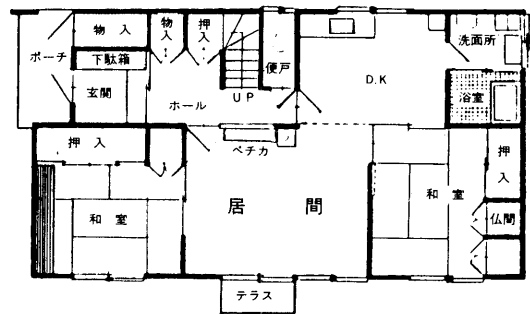 物入
物入
押入
ポーチ
下駄箱
玄関
ホール
UP
便戸
D.K
洗面所
浴室
押入
ペチカ
居間
和室
和室
押入
仏間
テラス